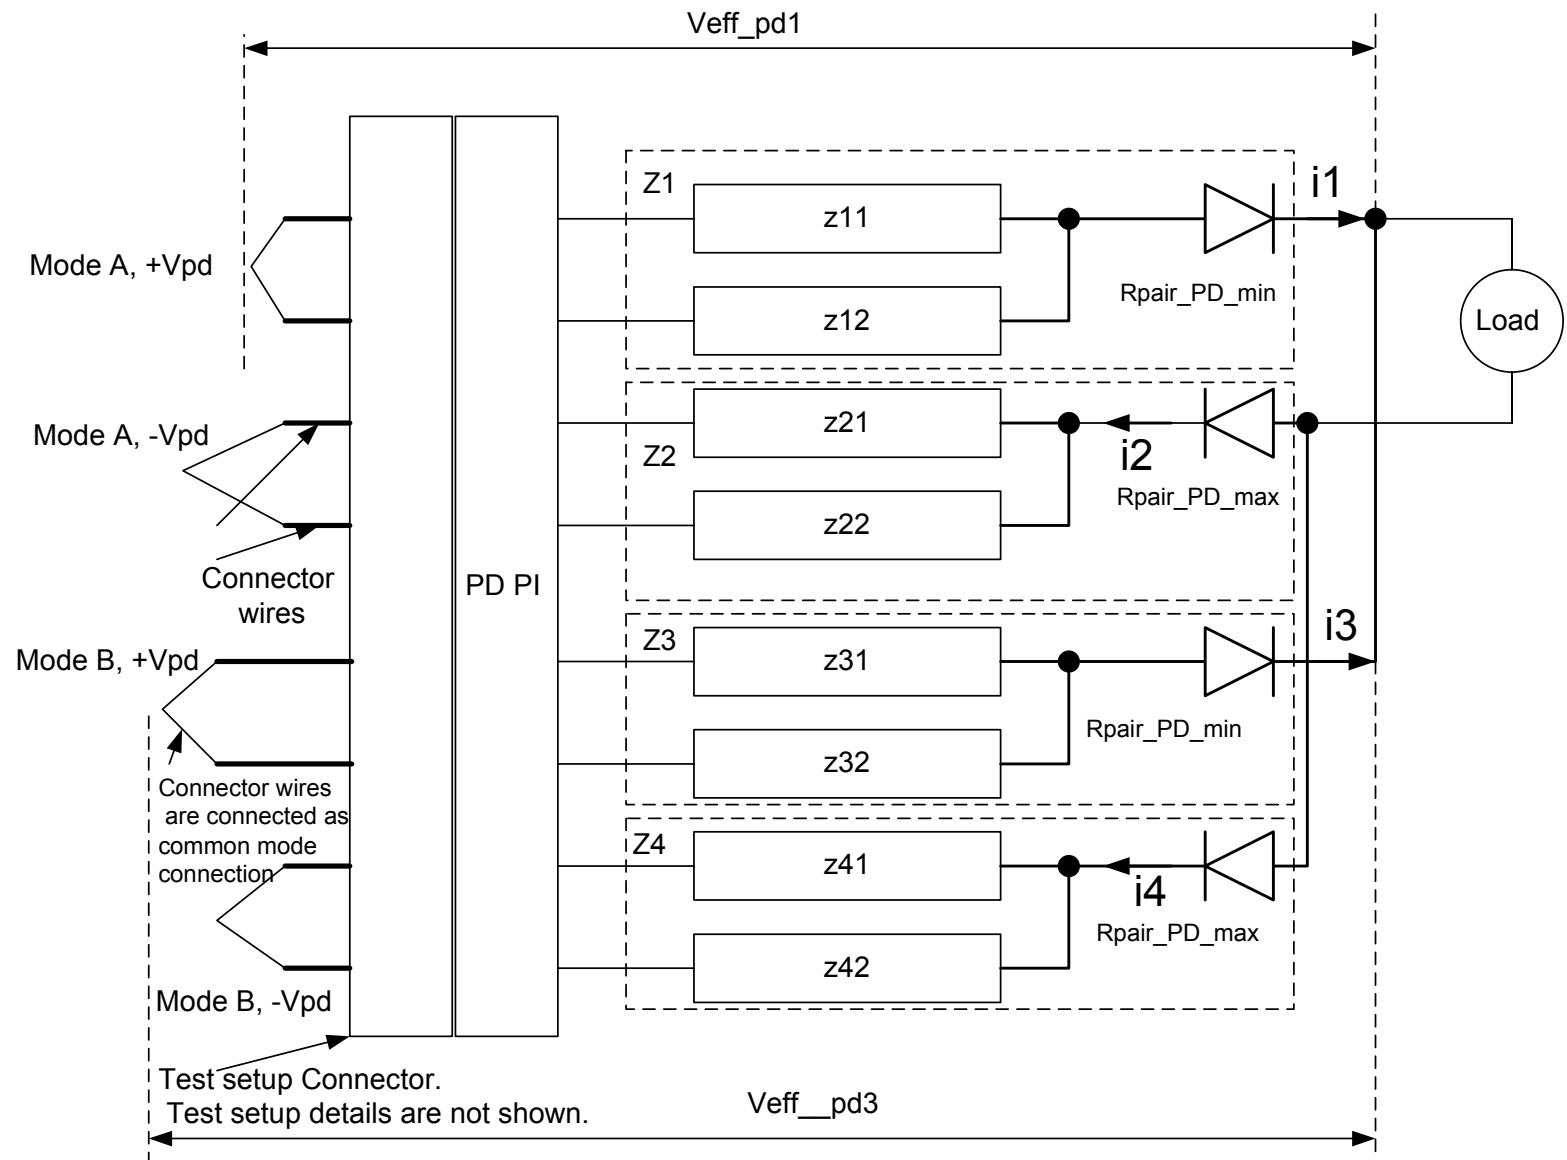 Veff_pd1
Z1
z11
i1
Mode A, +Vpd
Rpair_PD_min
z12
Load
z21
Mode A, -Vpd
Z2
i2
Rpair_PD_max
z22
Connector
wires
PD PI
Z3
i3
Mode B, +Vpd
z31
Rpair_PD_min
z32
Connector wires
are connected as
common mode
connection
Z4
z41
i4
Rpair_PD_max
z42
Mode B, -Vpd
Test setup Connector.
Test setup details are not shown.
Veff__pd3